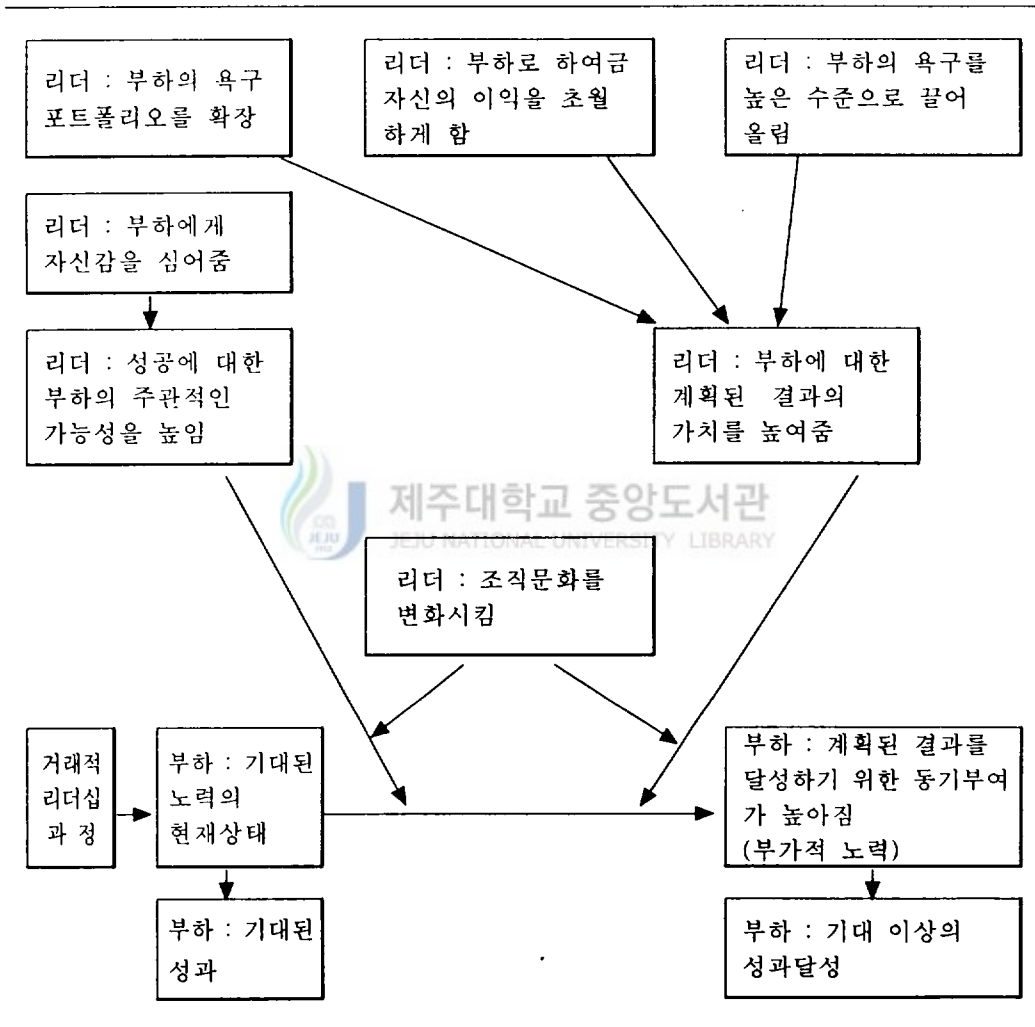 리더 : 부하의 욕구
포트폴리오를 확장
리더 : 부하로 하여금
자신의 이익을 초월
하게 함
리더 : 부하의 욕구를
높은 수준으로 끌어
올림
리더 : 부하에게
자신감을 심어줌
리더 : 성공에 대한
부하의 주관적인
가능성을 높임
리더 : 부하에 대한
계획된 결과의
가치를 높여줌
제주대학교 중앙도서관
JEJU NATIONAL UNIVERSITY LIBRARY
JEJU
1952
리더 : 조직문화를
변화시킴
거래적
리더십
과 정
부하 : 기대된
노력의
현재상태
부하 : 계획된 결과를
달성하기 위한 동기부여
가 높아짐
(부가적 노력)
부하 : 기대된
성과
부하 : 기대 이상의
성과달성